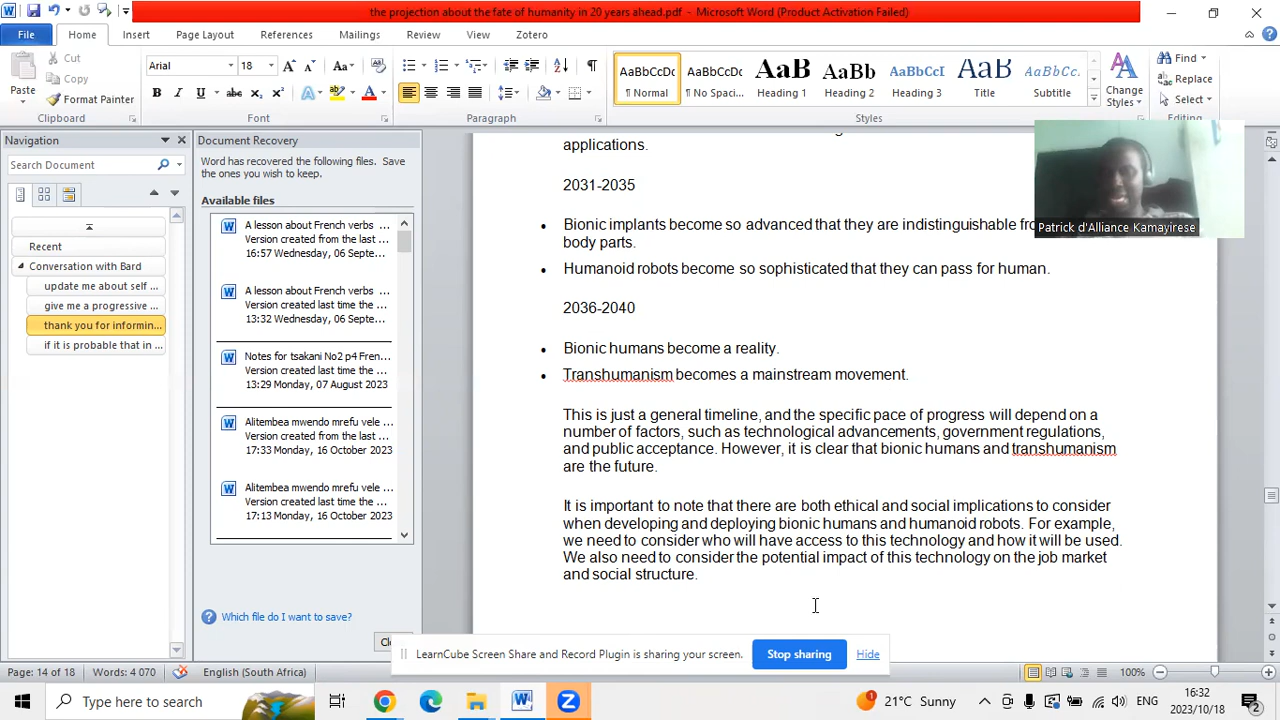 the projection about the fate of humanity in 20 years ahead.pdf - Microsoft Word (Product Activation Failed)
File Home Insert Page Layout References Mailings Review View Zotero
Paste
Cut
Copy
Format Painter
Clipboard
Arial 18
Font
Paragraph
AaBbCcDc AaBbCcDc AaB AaBb AaBbCcI AaB AaBbCc.
¶ Normal ¶ No Spaci... Heading 1 Heading 2 Heading 3 Title Subtitle
Change
Styles
Styles
Find
Replace
Select
Editing
Navigation
Search Document
Recent
Conversation with Bard
update me about self ...
give me a progressive ...
thank you for informin...
if it is probable that in ...
Document Recovery
Word has recovered the following files. Save
the ones you wish to keep.
Available files
A lesson about French verbs ...
Version created from the last ...
16:57 Wednesday, 06 Septe...
A lesson about French verbs ...
Version created last time the ...
13:32 Wednesday, 06 Septe...
Notes for tsakani No2 p4 Fren...
Version created last time the ...
13:29 Monday, 07 August 2023
Alitembea mwendo mrefu vele ...
Version created from the last ...
17:33 Monday, 16 October 2023
Alitembea mwendo mrefu vele ...
Version created last time the ...
17:13 Monday, 16 October 2023
Which file do I want to save?
applications.
2031-2035
Bionic implants become so advanced that they are indistinguishable
body parts.
Humanoid robots become so sophisticated that they can pass for human.
2036-2040
Bionic humans become a reality.
Transhumanism becomes a mainstream movement.
This is just a general timeline, and the specific pace of progress will depend on a
number of factors, such as technological advancements, government regulations,
and public acceptance. However, it is clear that bionic humans and transhumanism
are the future.
It is important to note that there are both ethical and social implications to consider
when developing and deploying bionic humans and humanoid robots. For example,
we need to consider who will have access to this technology and how it will be used.
We also need to consider the potential impact of this technology on the job market
and social structure.
Patrick d'Alliance Kamayirese
LearnCube Screen Share and Record Plugin is sharing your screen. Stop sharing Hide
Page: 14 of 18 Words: 4 070 English (South Africa) 100%
Type here to search
21°C Sunny
ENG
16:32
2023/10/18